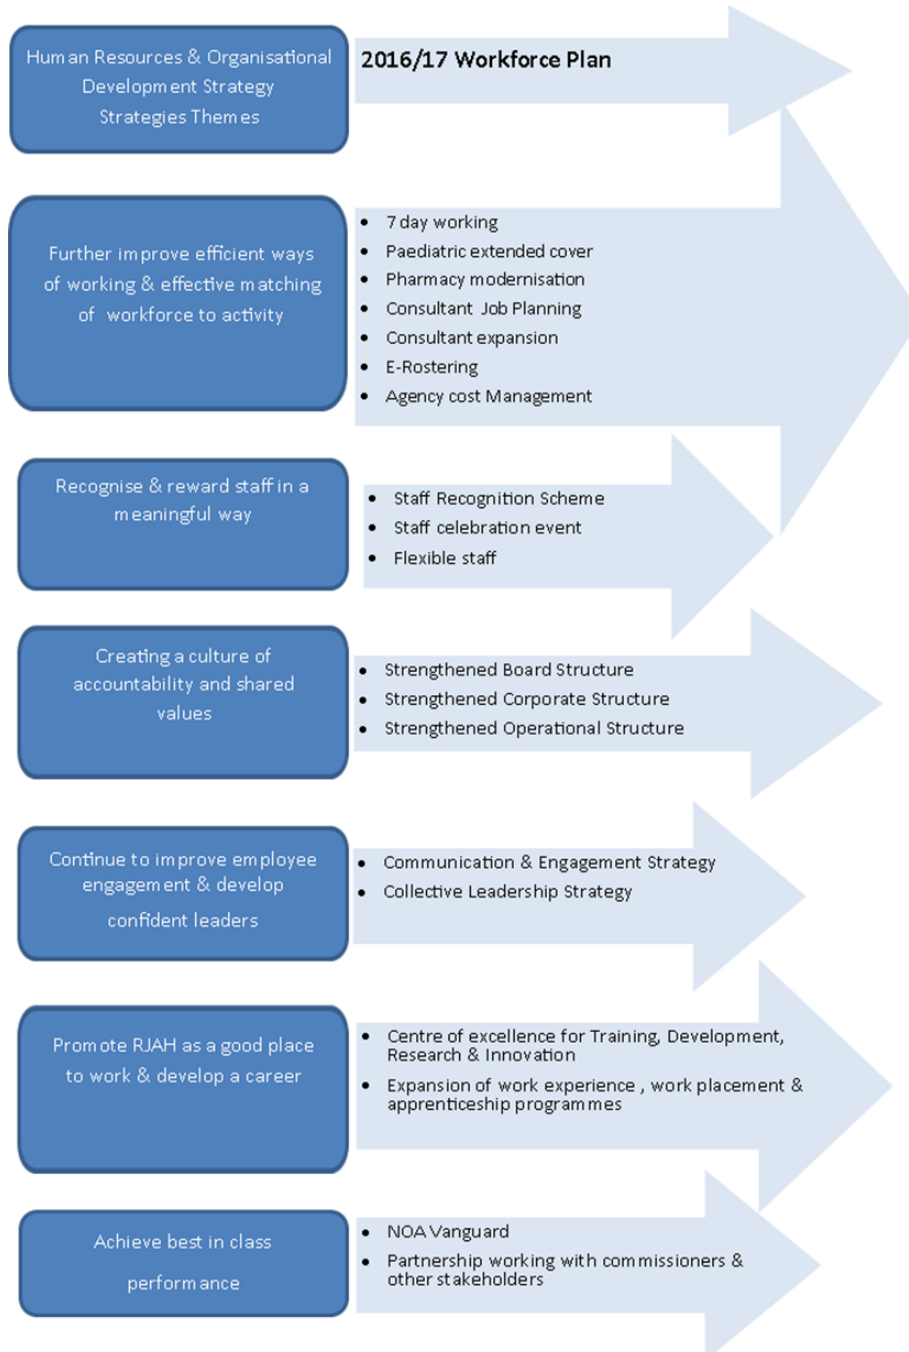 Human Resources & Organisational
Development Strategy
Strategies Themes
2016/17 Workforce Plan
Further improve efficient ways
of working & effective matching
of workforce to activity
• 7 day working
• Paediatric extended cover
• Pharmacy modernisation
• Consultant Job Planning
• Consultant expansion
• E-Rostering
• Agency cost Management
Recognise & reward staff in a
meaningful way
• Staff Recognition Scheme
• Staff celebration event
• Flexible staff
Creating a culture of
accountability and shared
values
• Strengthened Board Structure
• Strengthened Corporate Structure
• Strengthened Operational Structure
Continue to improve employee
engagement & develop
confident leaders
• Communication & Engagement Strategy
• Collective Leadership Strategy
Promote RJAH as a good place
to work & develop a career
• Centre of excellence for Training, Development,
Research & Innovation
• Expansion of work experience , work placement &
apprenticeship programmes
Achieve best in class
performance
• NOA Vanguard
• Partnership working with commissioners &
other stakeholders